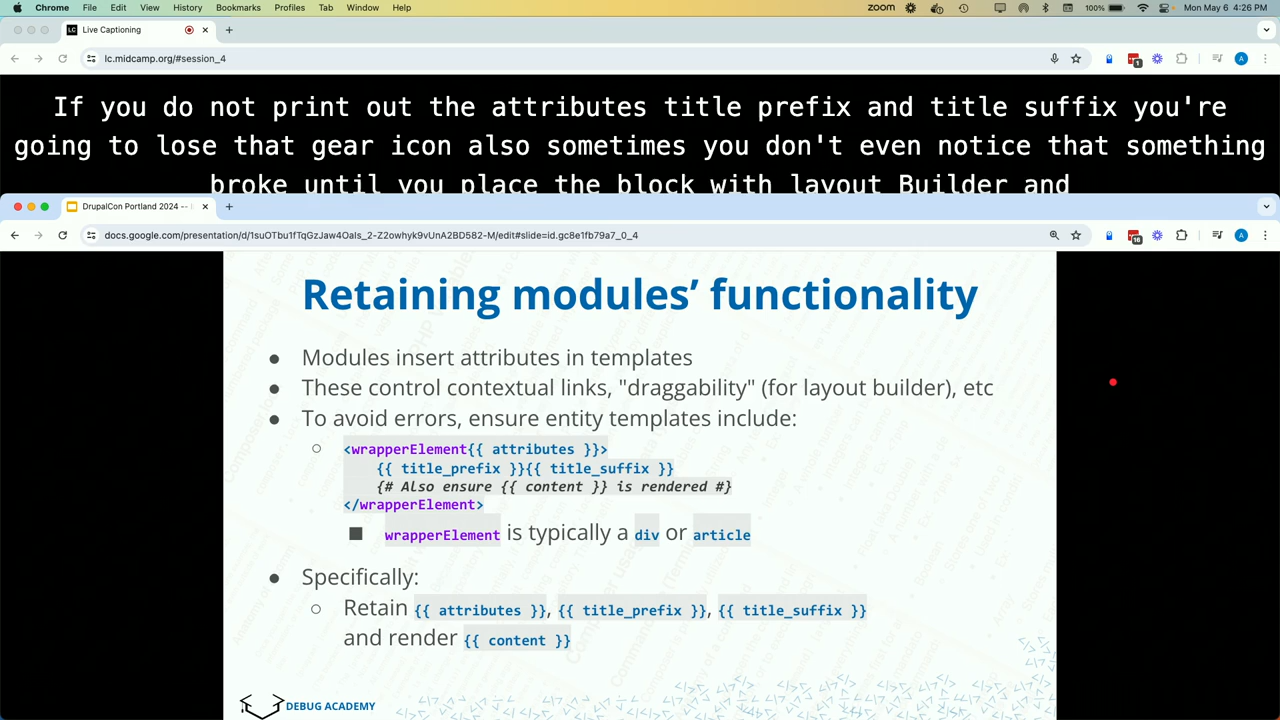 Chrome File Edit View History Bookmarks Profiles Tab Window Help zoom 100% Mon May 6 4:26 PM
LC Live Captioning
lc.midcamp.org/#session_4 1 A
If you do not print out the attributes title prefix and title suffix you're
going to lose that gear icon also sometimes you don't even notice that something
broke until you place the block with layout Builder and
DrupalCon Portland 2024 --
docs.google.com/presentation/d/1suOTbu1fTqGzJaw4Oals_2-Z2owhyk9vUnA2BD582-M/edit#slide=id.gc8e1fb79a7_0_4 16 A
Retaining modules’ functionality
● Modules insert attributes in templates
● These control contextual links, "draggability" (for layout builder), etc
● To avoid errors, ensure entity templates include:
○ <wrapperElement{{ attributes }}>
{{ title_prefix }}{{ title_suffix }}
{# Also ensure {{ content }} is rendered #}
</wrapperElement>
■ wrapperElement is typically a div or article
● Specifically:
○ Retain {{ attributes }}, {{ title_prefix }}, {{ title_suffix }}
and render {{ content }}
DEBUG ACADEMY